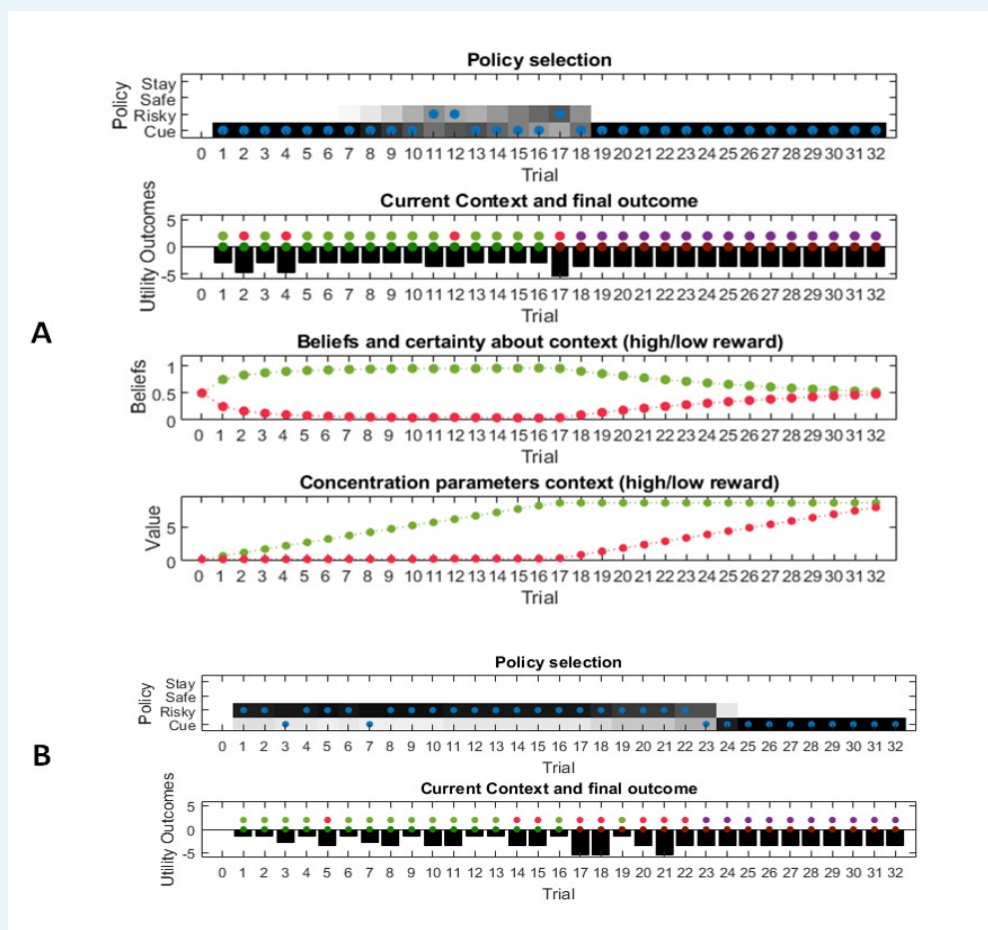 Policy selection
Policy
Stay
Safe
Risky
Cue
0 1 2 3 4 5 6 7 8 9 10 11 12 13 14 15 16 17 18 19 20 21 22 23 24 25 26 27 28 29 30 31 32
Trial
Current Context and final outcome
Utility Outcomes
5
0
-5
0 1 2 3 4 5 6 7 8 9 10 11 12 13 14 15 16 17 18 19 20 21 22 23 24 25 26 27 28 29 30 31 32
Trial
A
Beliefs and certainty about context (high/low reward)
Beliefs
1
0.5
0
0 1 2 3 4 5 6 7 8 9 10 11 12 13 14 15 16 17 18 19 20 21 22 23 24 25 26 27 28 29 30 31 32
Trial
Concentration parameters context (high/low reward)
Value
5
0
0 1 2 3 4 5 6 7 8 9 10 11 12 13 14 15 16 17 18 19 20 21 22 23 24 25 26 27 28 29 30 31 32
Trial
B
Policy selection
Policy
Stay
Safe
Risky
Cue
0 1 2 3 4 5 6 7 8 9 10 11 12 13 14 15 16 17 18 19 20 21 22 23 24 25 26 27 28 29 30 31 32
Trial
Current Context and final outcome
Utility Outcomes
5
0
-5
0 1 2 3 4 5 6 7 8 9 10 11 12 13 14 15 16 17 18 19 20 21 22 23 24 25 26 27 28 29 30 31 32
Trial